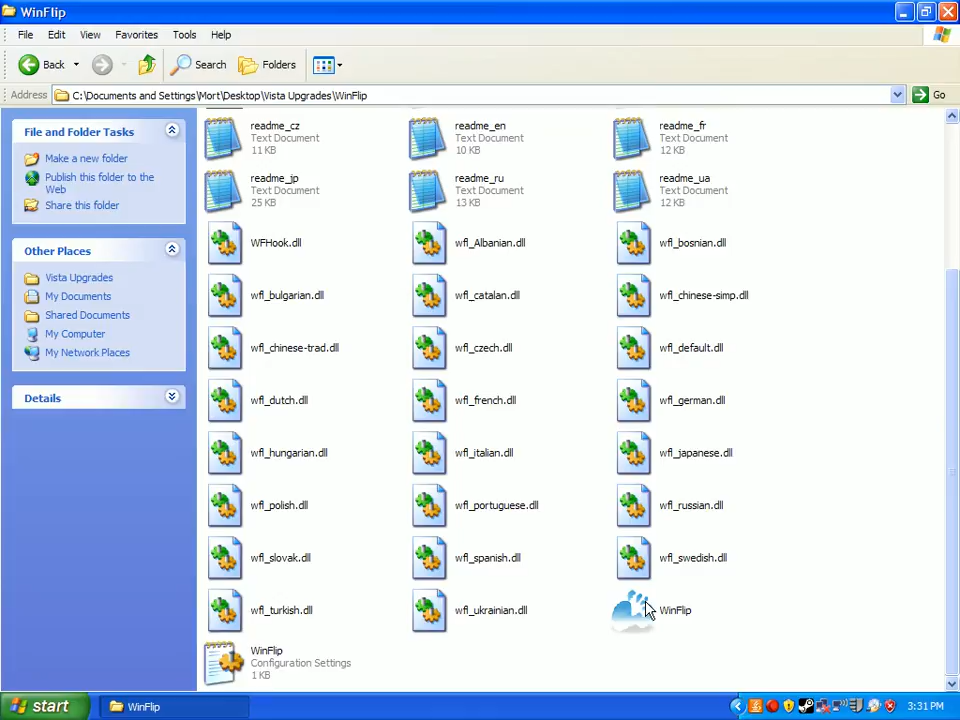 WinFlip
File Edit View Favorites Tools Help
Back Search Folders
Address C:\Documents and Settings\Mort\Desktop\Vista Upgrades\WinFlip Go
File and Folder Tasks
Make a new folder
Publish this folder to the
Web
Share this folder
Other Places
Vista Upgrades
My Documents
Shared Documents
My Computer
My Network Places
Details
readme_cz
Text Document
11 KB
readme_en
Text Document
10 KB
readme_fr
Text Document
12 KB
readme_jp
Text Document
25 KB
readme_ru
Text Document
13 KB
readme_ua
Text Document
12 KB
WFHook.dll
wfl_Albanian.dll
wfl_bosnian.dll
wfl_bulgarian.dll
wfl_catalan.dll
wfl_chinese-simp.dll
wfl_chinese-trad.dll
wfl_czech.dll
wfl_default.dll
wfl_dutch.dll
wfl_french.dll
wfl_german.dll
wfl_hungarian.dll
wfl_italian.dll
wfl_japanese.dll
wfl_polish.dll
wfl_portuguese.dll
wfl_russian.dll
wfl_slovak.dll
wfl_spanish.dll
wfl_swedish.dll
wfl_turkish.dll
wfl_ukrainian.dll
WinFlip
WinFlip
Configuration Settings
1 KB
start WinFlip 3:31 PM